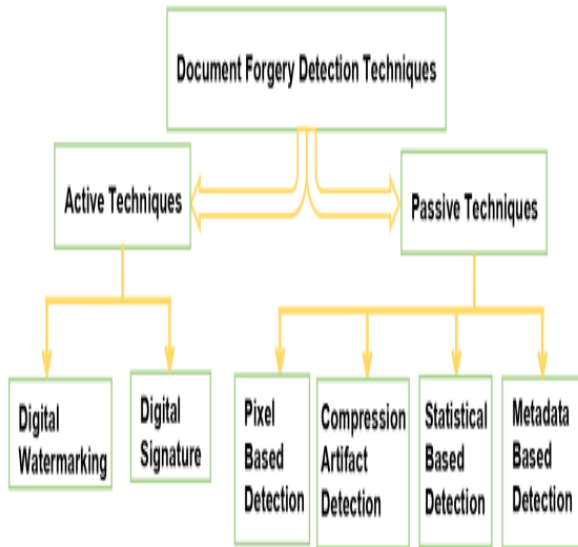 Document Forgery Detection Techniques
Active Techniques
Passive Techniques
Digital
Watermarking
Digital
Signature
Pixel
Based
Detection
Compression
Artifact
Detection
Statistical
Based
Detection
Metadata
Based
Detection